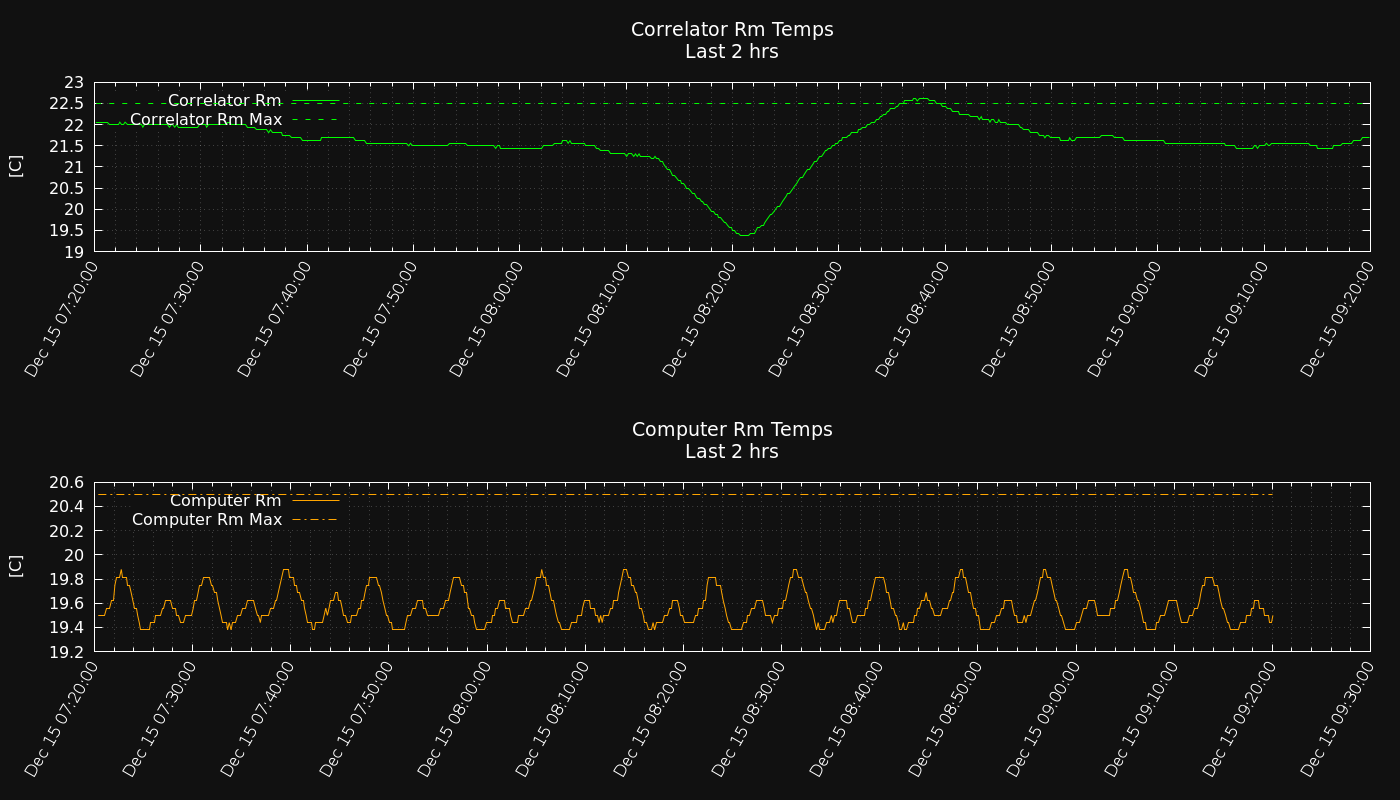 Correlator Rm Temps
Last 2 hrs
23
22.5
22
21.5
21
20.5
20
19.5
19
[C]
Correlator Rm
Correlator Rm Max
Dec 15 07:20:00
Dec 15 07:30:00
Dec 15 07:40:00
Dec 15 07:50:00
Dec 15 08:00:00
Dec 15 08:10:00
Dec 15 08:20:00
Dec 15 08:30:00
Dec 15 08:40:00
Dec 15 08:50:00
Dec 15 09:00:00
Dec 15 09:10:00
Dec 15 09:20:00
Computer Rm Temps
Last 2 hrs
20.6
20.4
20.2
20
19.8
19.6
19.4
19.2
[C]
Computer Rm
Computer Rm Max
Dec 15 07:20:00
Dec 15 07:30:00
Dec 15 07:40:00
Dec 15 07:50:00
Dec 15 08:00:00
Dec 15 08:10:00
Dec 15 08:20:00
Dec 15 08:30:00
Dec 15 08:40:00
Dec 15 08:50:00
Dec 15 09:00:00
Dec 15 09:10:00
Dec 15 09:20:00
Dec 15 09:30:00